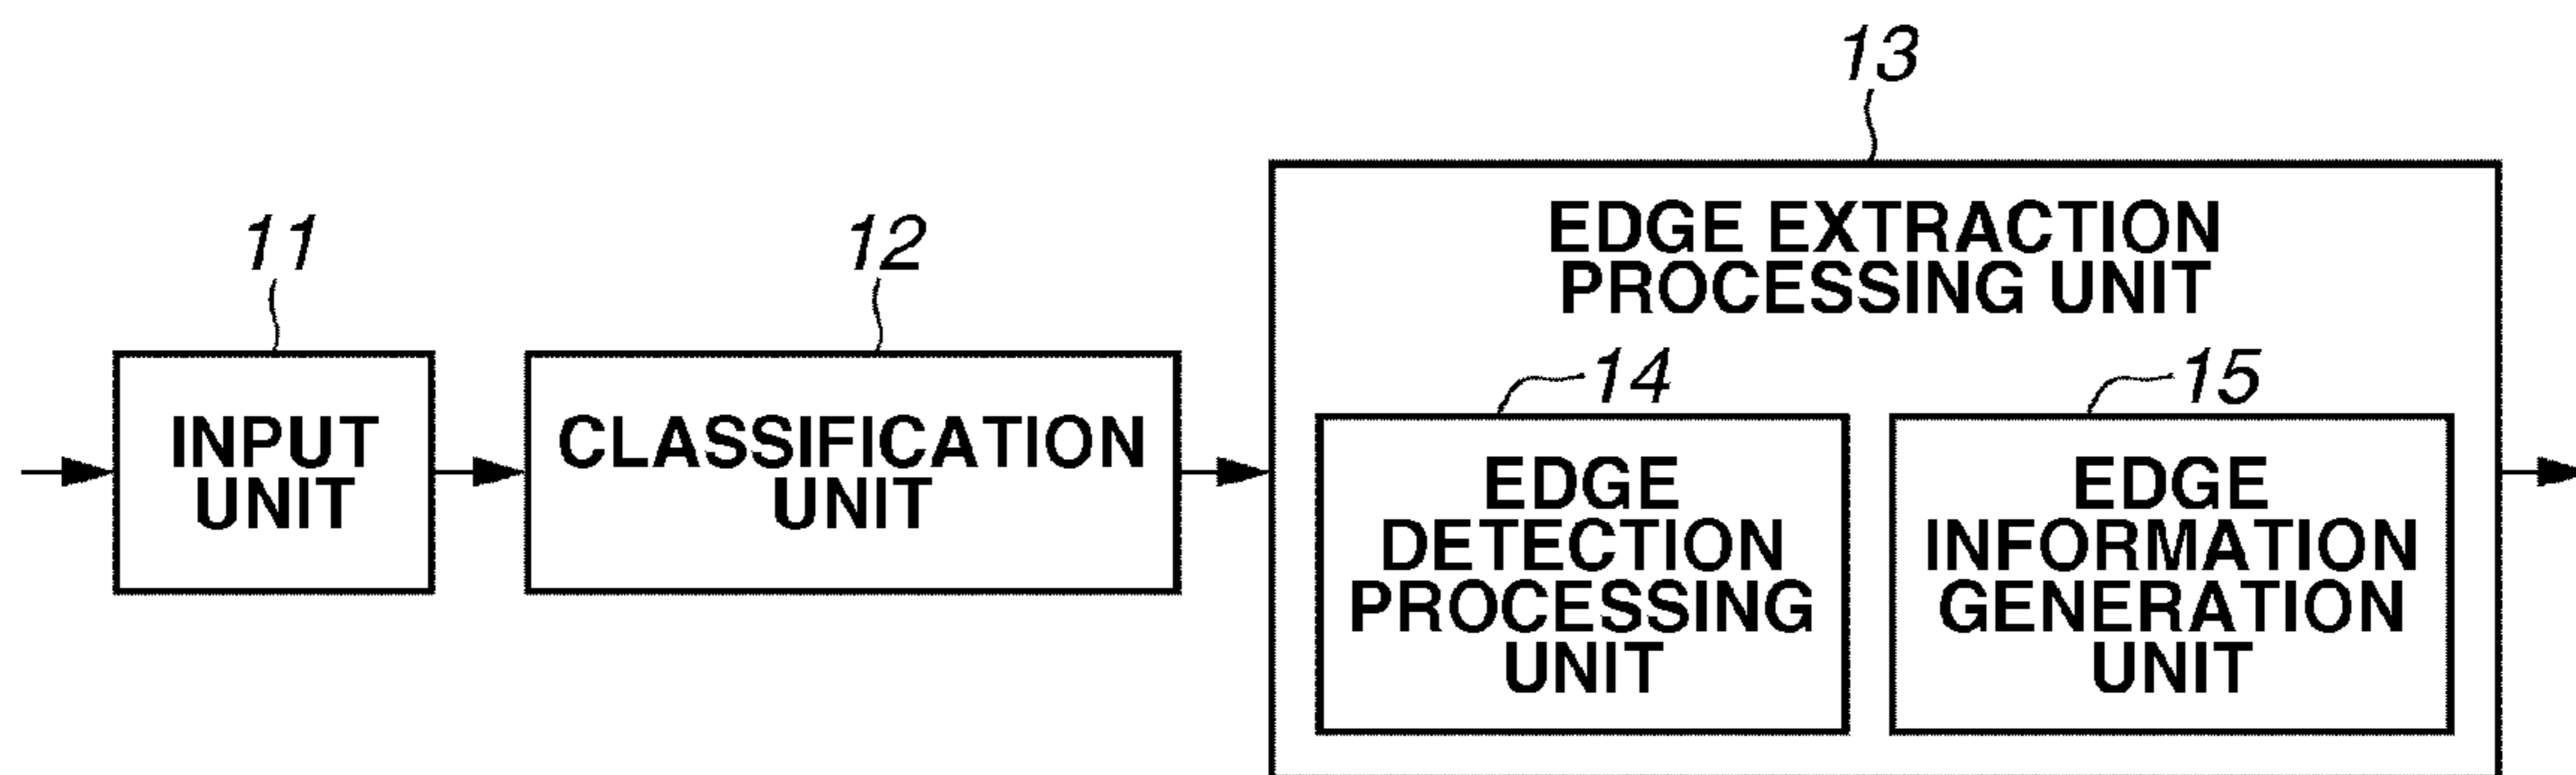 13
EDGE EXTRACTION
PROCESSING UNIT
11
12
INPUT
UNIT
CLASSIFICATION
UNIT
14
15
EDGE
DETECTION
PROCESSING
UNIT
EDGE
INFORMATION
GENERATION
UNIT